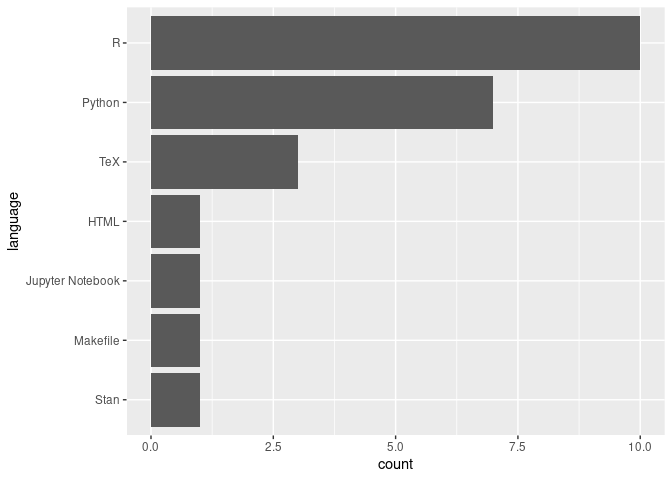 R
Python
TeX
HTML
Jupyter Notebook
Makefile
Stan
language
0.0 2.5 5.0 7.5 10.0
count